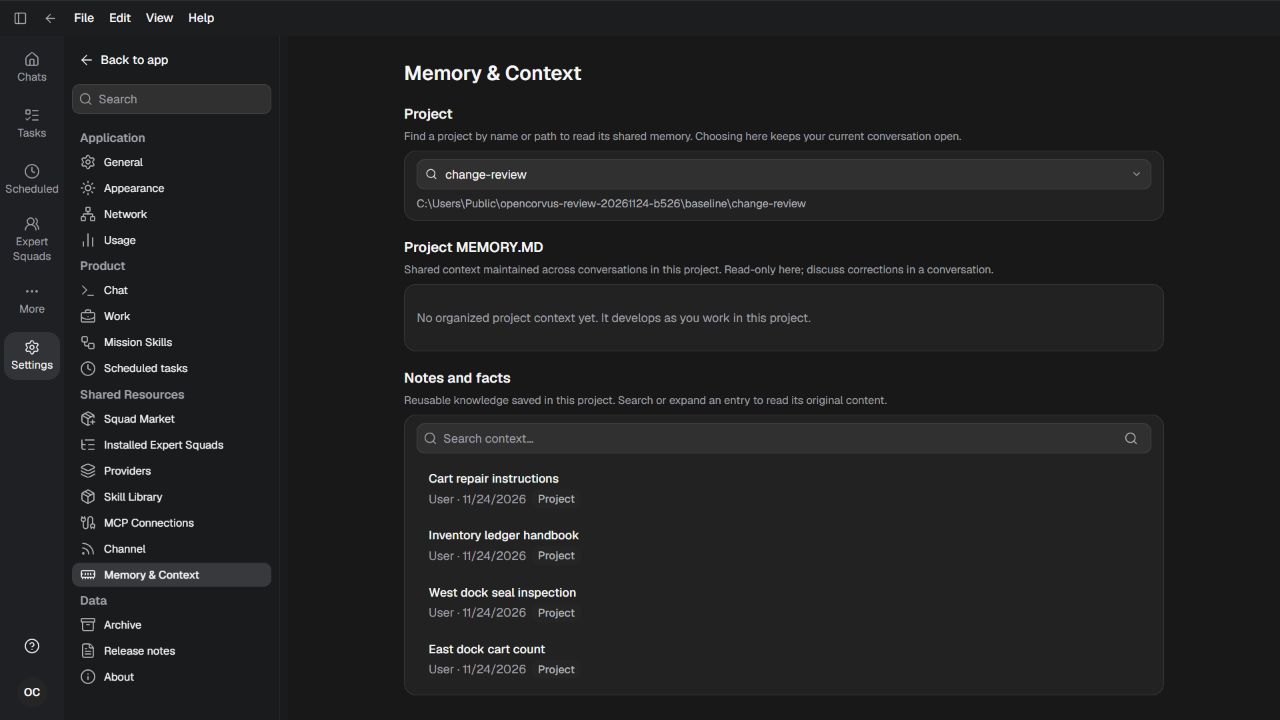 File Edit View Help
Chats
Tasks
Scheduled
Expert
Squads
More
Settings
OC
Back to app
Search
Application
General
Appearance
Network
Usage
Product
Chat
Work
Mission Skills
Scheduled tasks
Shared Resources
Squad Market
Installed Expert Squads
Providers
Skill Library
MCP Connections
Channel
Memory & Context
Data
Archive
Release notes
About
Memory & Context
Project
Find a project by name or path to read its shared memory. Choosing here keeps your current conversation open.
change-review
C:\Users\Public\opencorvus-review-20261124-b526\baseline\change-review
Project MEMORY.MD
Shared context maintained across conversations in this project. Read-only here; discuss corrections in a conversation.
No organized project context yet. It develops as you work in this project.
Notes and facts
Reusable knowledge saved in this project. Search or expand an entry to read its original content.
Search context...
Cart repair instructions
User · 11/24/2026 Project
Inventory ledger handbook
User · 11/24/2026 Project
West dock seal inspection
User · 11/24/2026 Project
East dock cart count
User · 11/24/2026 Project